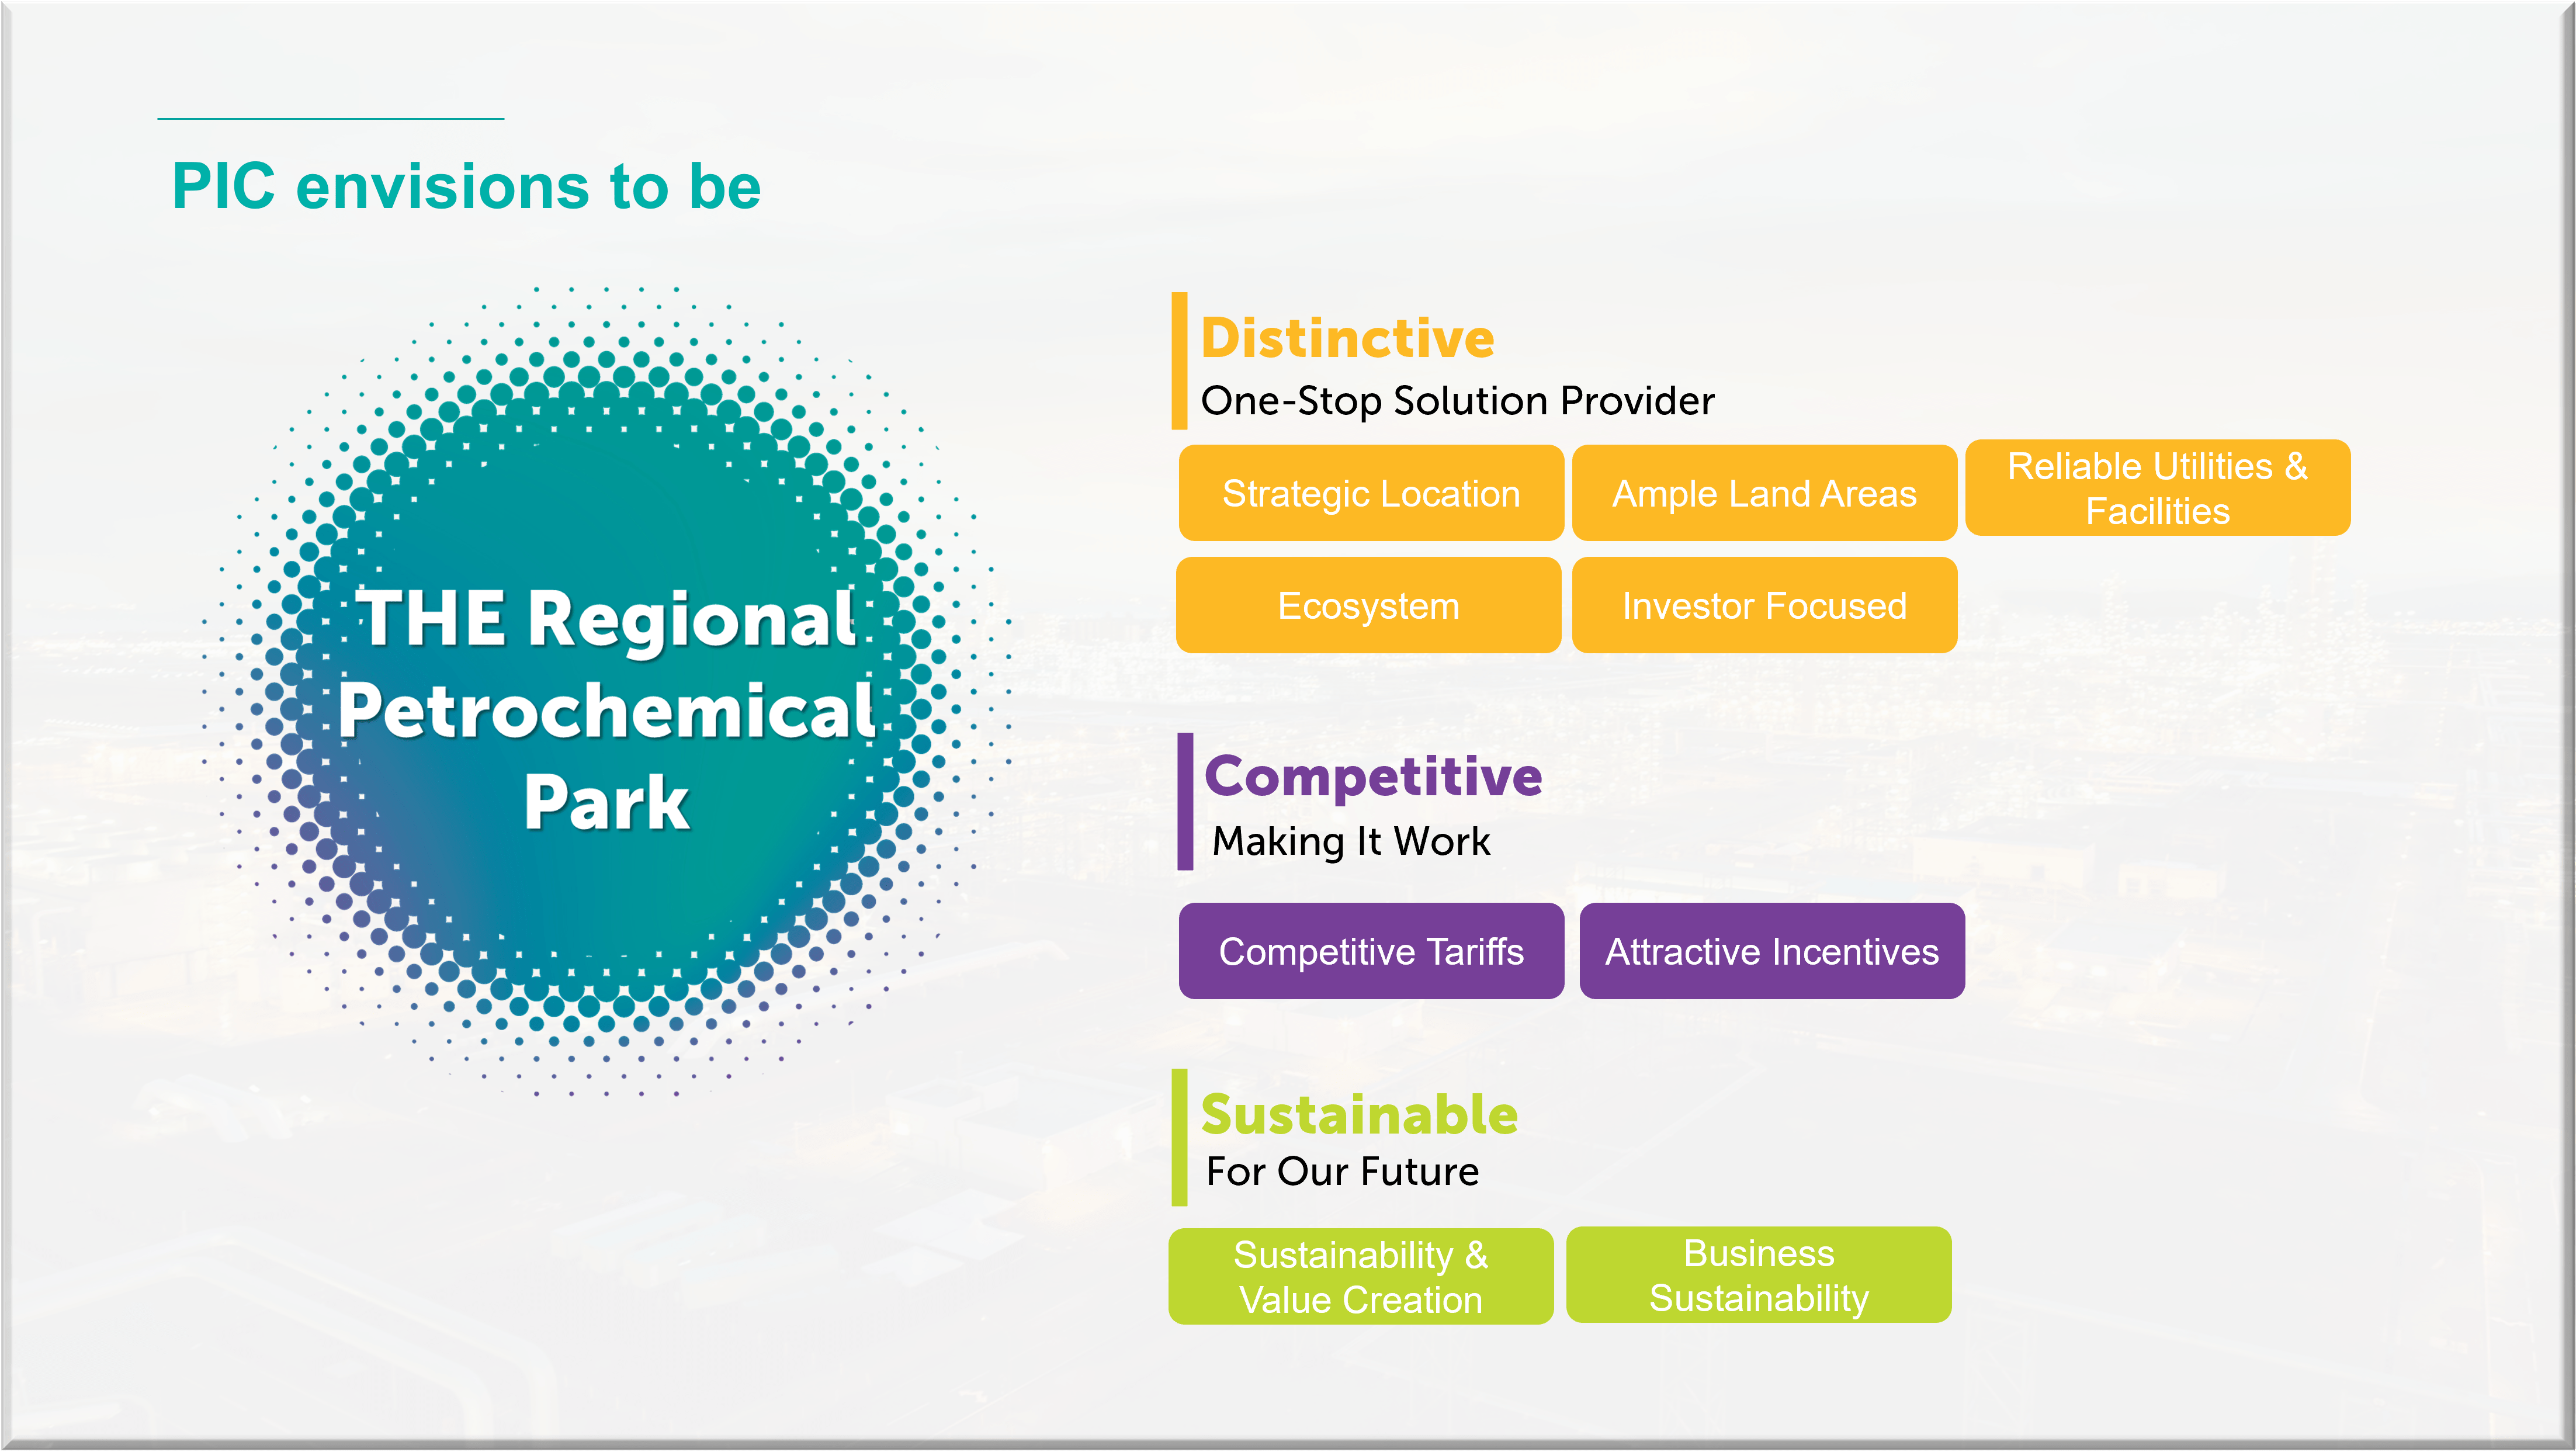 PIC envisions to be
THE Regional
Petrochemical
Park
Distinctive
One-Stop Solution Provider
Strategic Location
Ample Land Areas
Reliable Utilities &
Facilities
Ecosystem
Investor Focused
Competitive
Making It Work
Competitive Tariffs
Attractive Incentives
Sustainable
For Our Future
Sustainability &
Value Creation
Business
Sustainability